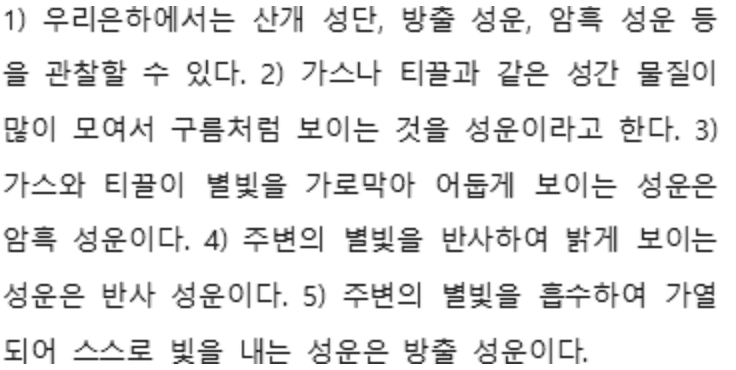 1) 우리은하에서는 산개 성단, 방출 성운, 암흑 성운 등
을 관찰할 수 있다. 2) 가스나 티끌과 같은 성간 물질이
많이 모여서 구름처럼 보이는 것을 성운이라고 한다. 3)
가스와 티끌이 별빛을 가로막아 어둡게 보이는 성운은
암흑 성운이다. 4) 주변의 별빛을 반사하여 밝게 보이는
성운은 반사 성운이다. 5) 주변의 별빛을 흡수하여 가열
되어 스스로 빛을 내는 성운은 방출 성운이다.